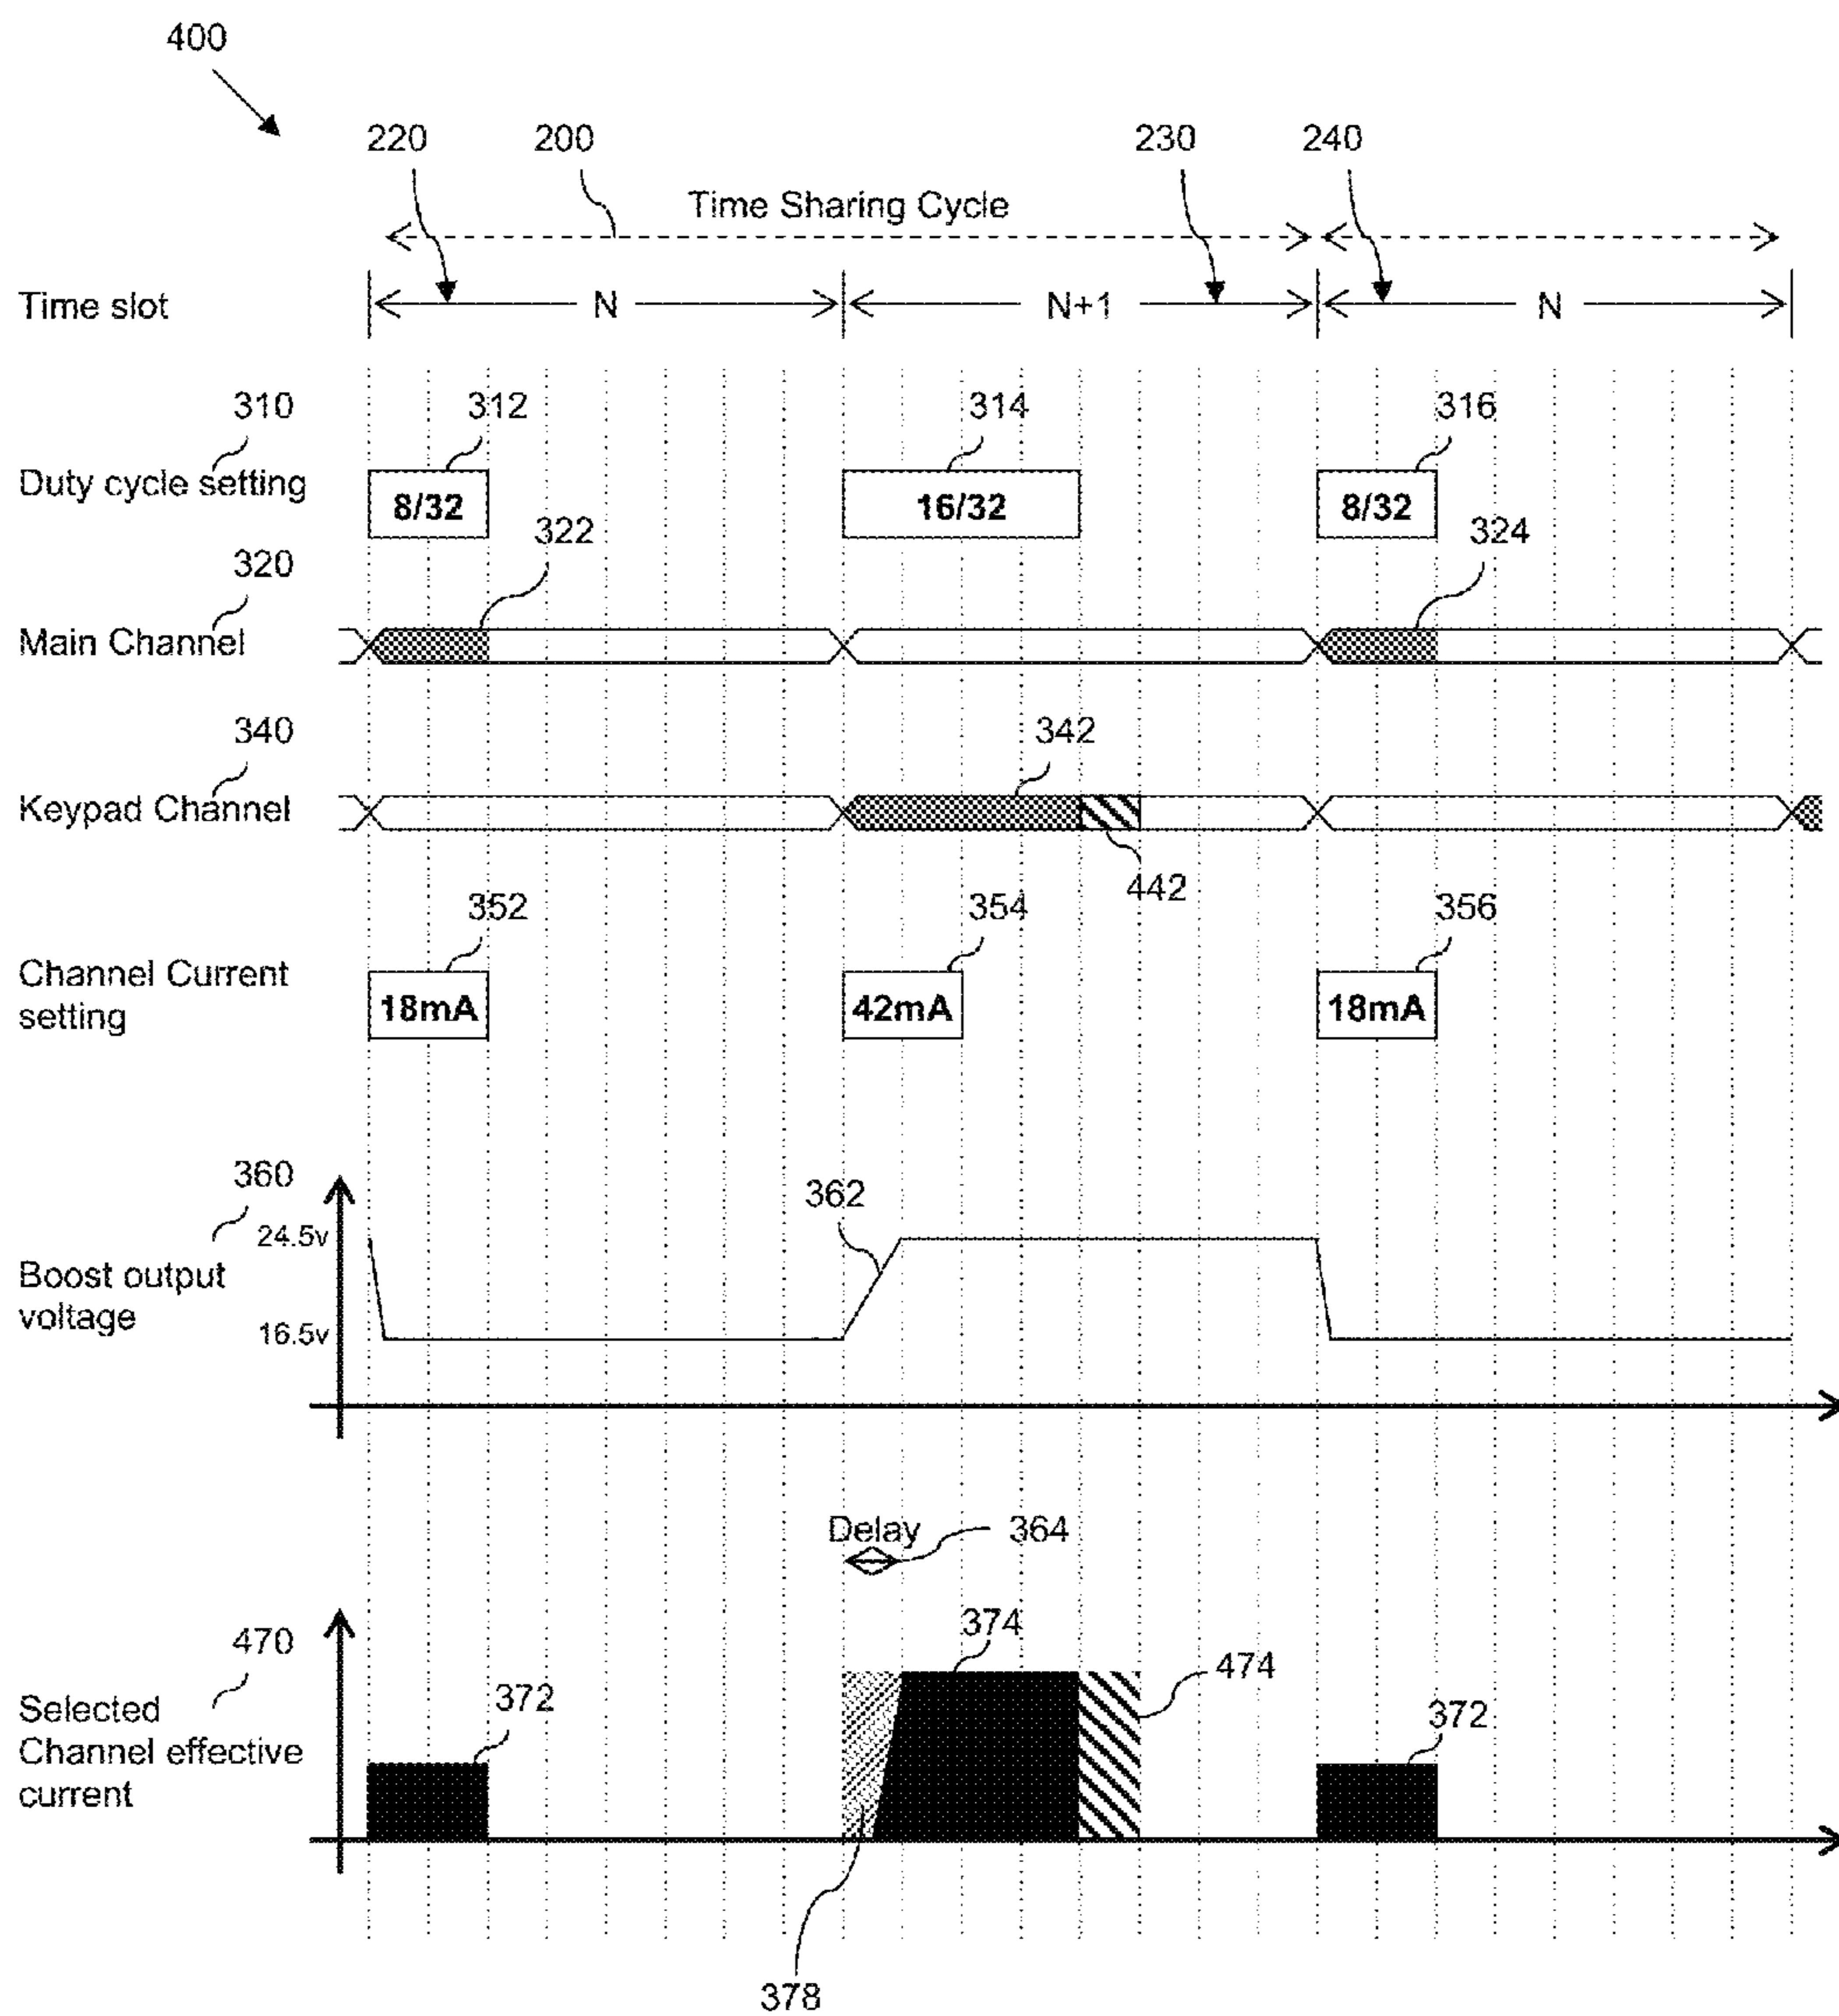 400
220 200 230 240
Time Sharing Cycle
Time slot N N+1 N
310 312 314 316
Duty cycle setting 8/32 16/32 8/32
322 324
320
Main Channel
340 342
Keypad Channel
442
352 354 356
Channel Current
setting
18mA 42mA 18mA
360 362
24.5v
Boost output
voltage
16.5v
Delay 364
374
470 474
372 372
Selected
Channel effective
current
378